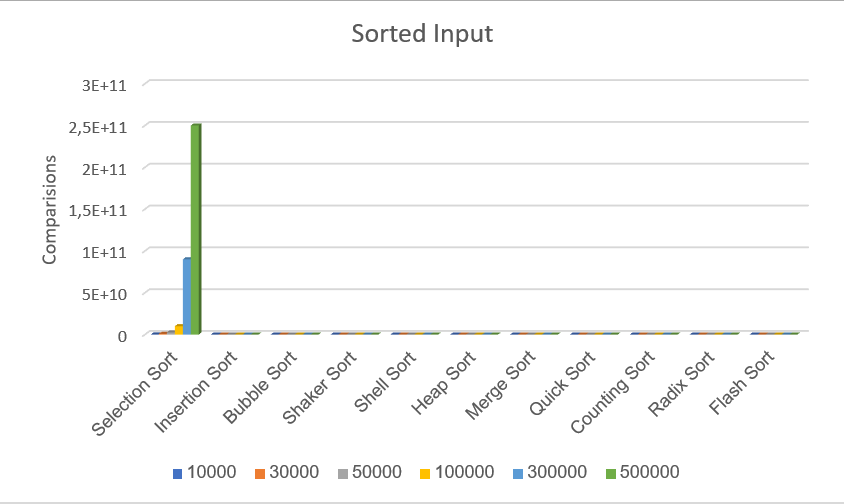 Sorted Input
3E+11
2,5E+11
2E+11
1,5E+11
1E+11
5E+10
0
Comparisions
Selection Sort
Insertion Sort
Bubble Sort
Shaker Sort
Shell Sort
Heap Sort
Merge Sort
Quick Sort
Counting Sort
Radix Sort
Flash Sort
10000 30000 50000 100000 300000 500000